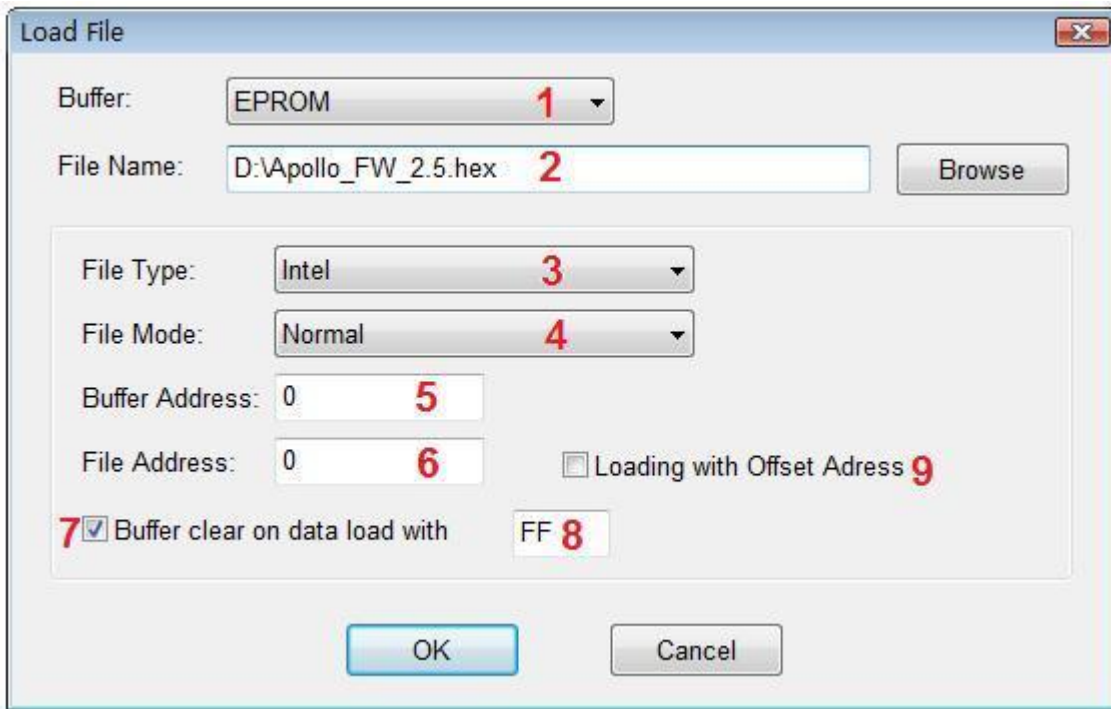 Load File
Buffer: EPROM 1
File Name: D:\Apollo_FW_2.5.hex 2 Browse
File Type: Intel 3
File Mode: Normal 4
Buffer Address: 0 5
File Address: 0 6 Loading with Offset Adress 9
7 Buffer clear on data load with FF 8
OK Cancel